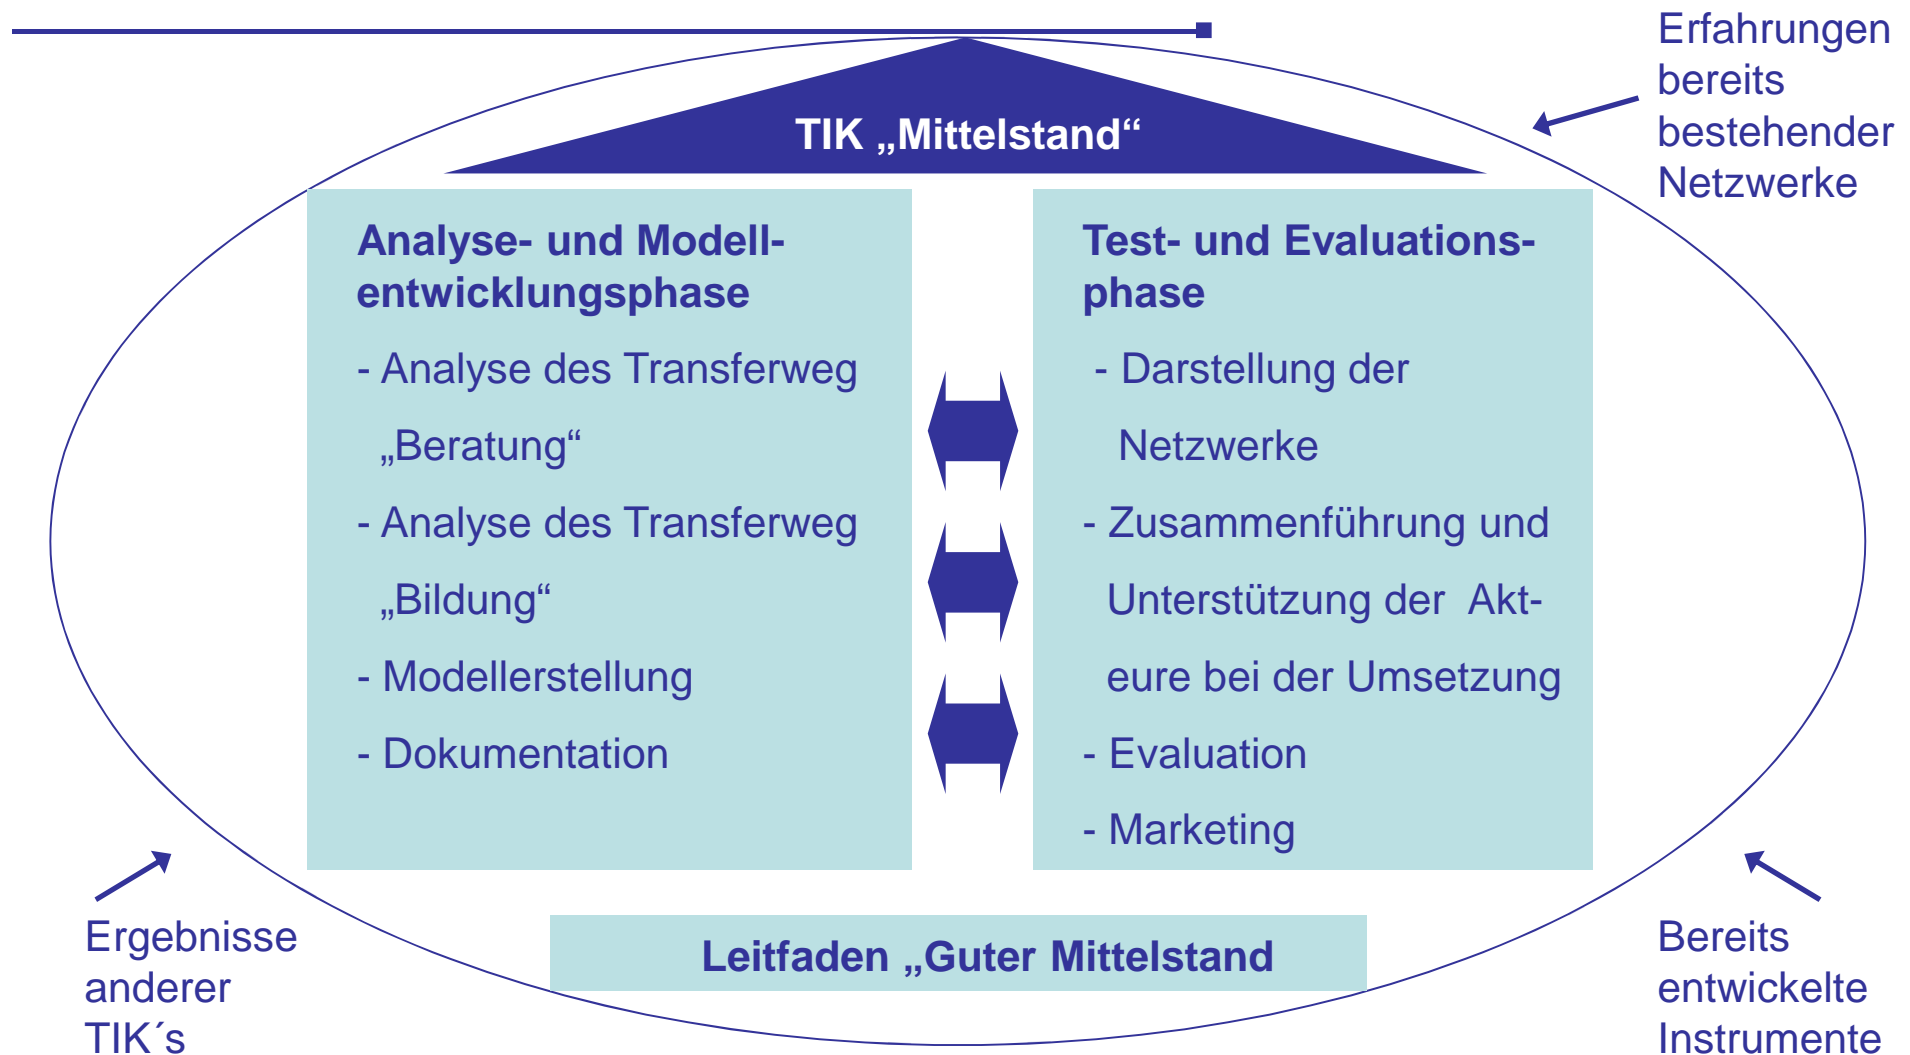 TIK „Mittelstand“
Erfahrungen
bereits
bestehender
Netzwerke
Analyse- und Modell-
entwicklungsphase
- Analyse des Transferweg
„Beratung“
- Analyse des Transferweg
„Bildung“
- Modellerstellung
- Dokumentation
Test- und Evaluations-
phase
- Darstellung der
Netzwerke
- Zusammenführung und
Unterstützung der Akt-
eure bei der Umsetzung
- Evaluation
- Marketing
Ergebnisse
anderer
TIK´s
Leitfaden „Guter Mittelstand
Bereits
entwickelte
Instrumente